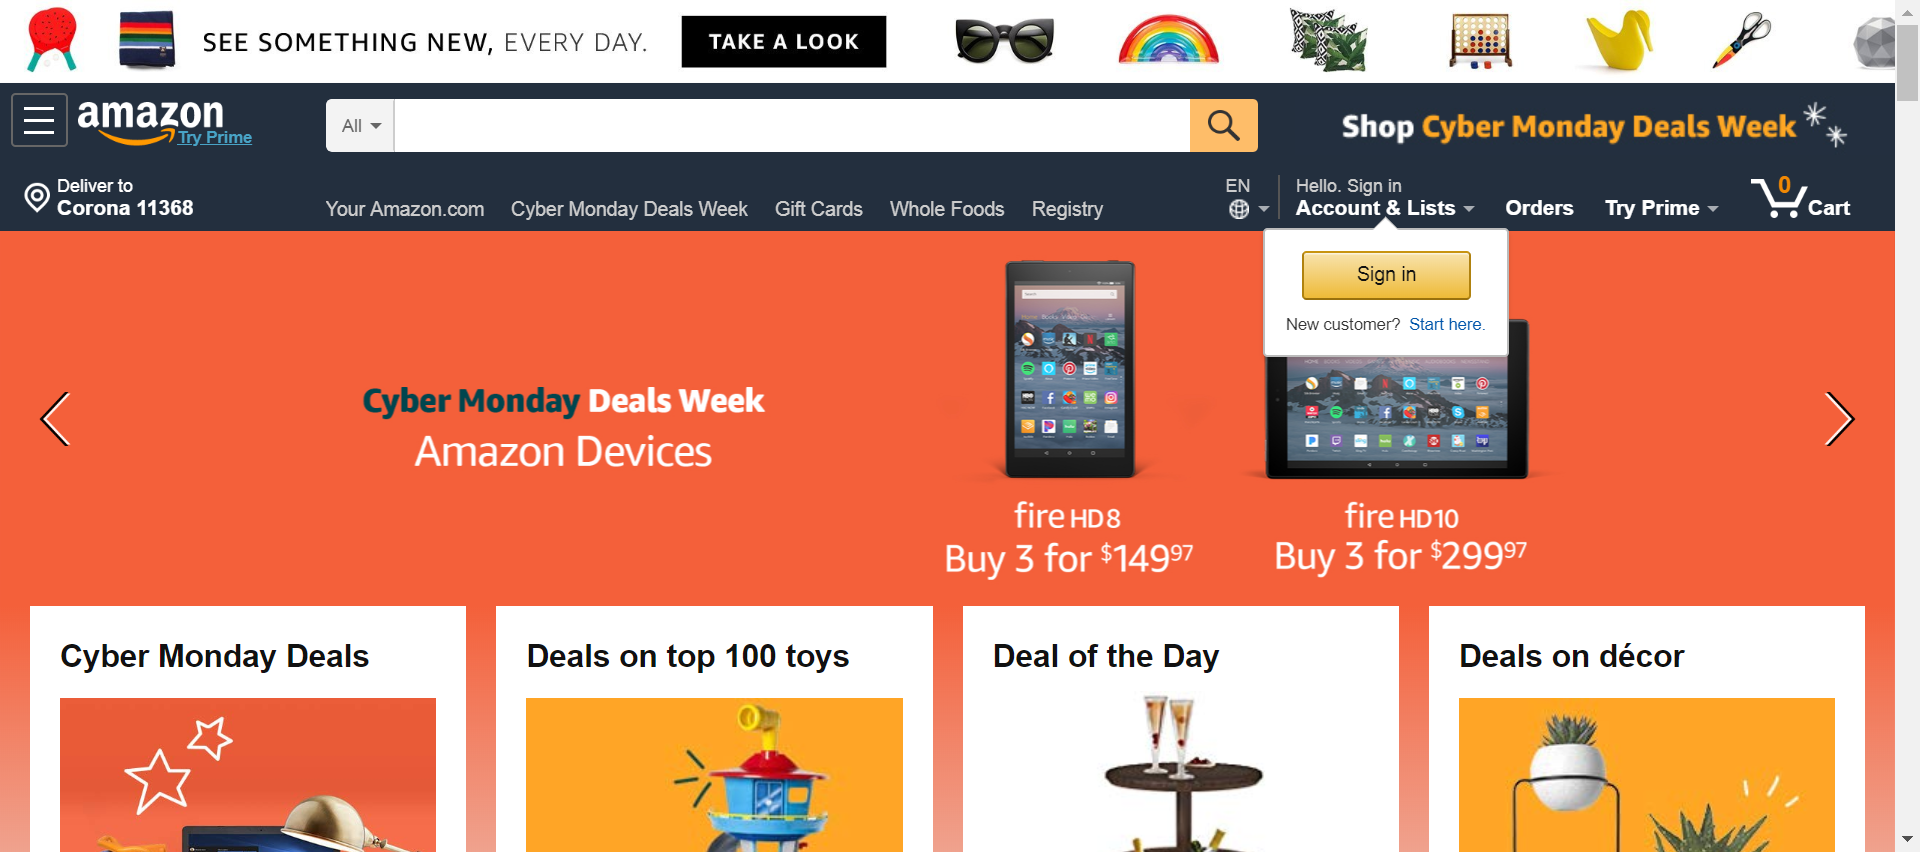 SEE SOMETHING NEW, EVERY DAY.
TAKE A LOOK
amazon
Try Prime
All
Shop Cyber Monday Deals Week
Deliver to
Corona 11368
Your Amazon.com Cyber Monday Deals Week Gift Cards Whole Foods Registry
EN
Hello. Sign in
Account & Lists
Orders
Try Prime
0
Cart
Sign in
New customer? Start here.
Cyber Monday Deals Week
Amazon Devices
fire HD8
Buy 3 for $149.97
fire HD10
Buy 3 for $299.97
Cyber Monday Deals
Deals on top 100 toys
Deal of the Day
Deals on décor